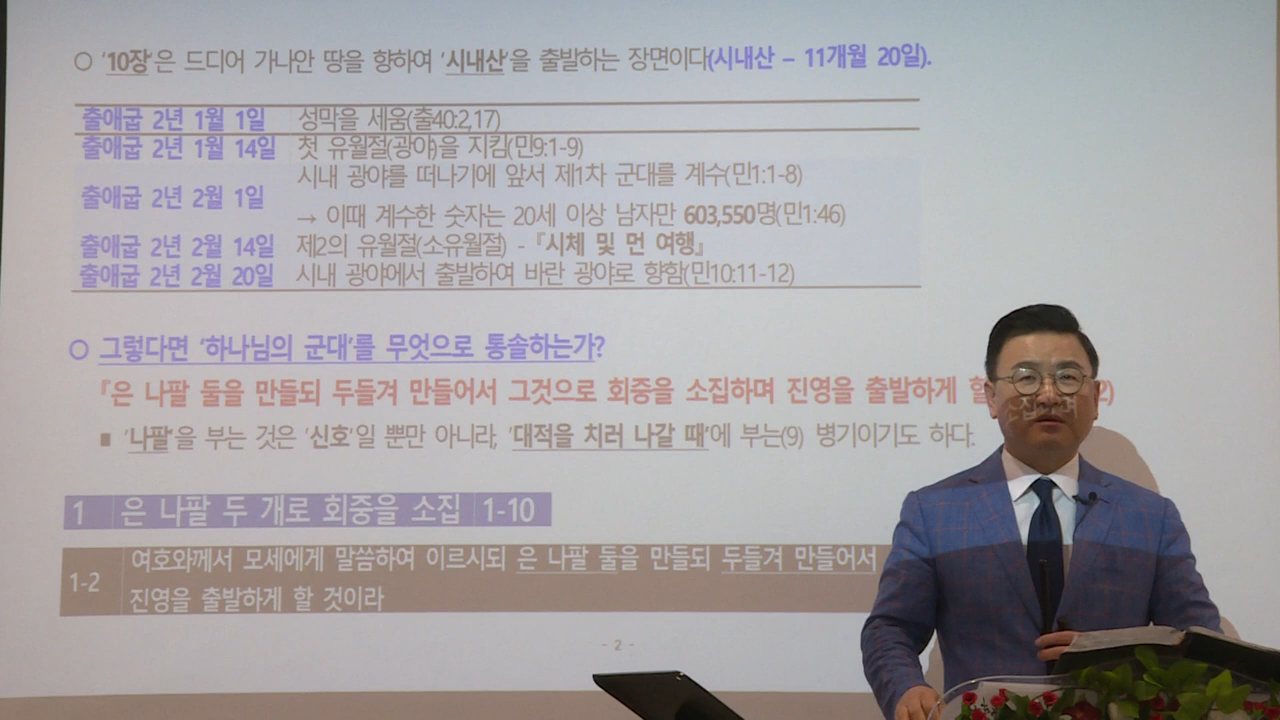 ○ '10장'은 드디어 가나안 땅을 향하여 '시내산'을 출발하는 장면이다(시내산 – 11개월 20일).
출애굽 2년 1월 1일 성막을 세움(출40:2,17)
출애굽 2년 1월 14일 첫 유월절(광야)을 지킴(민9:1-9)
출애굽 2년 2월 1일 시내 광야를 떠나기에 앞서 제1차 군대를 계수(민1:1-8)
→ 이때 계수한 숫자는 20세 이상 남자만 603,550명(민1:46)
출애굽 2년 2월 14일 제2의 유월절(소유월절) - 『시체 및 먼 여행』
출애굽 2년 2월 20일 시내 광야에서 출발하여 바란 광야로 향함(민10:11-12)
○ 그렇다면 '하나님의 군대'를 무엇으로 통솔하는가?
『은 나팔 둘을 만들되 두들겨 만들어서 그것으로 회중을 소집하며 진영을 출발하게 2)
▪ '나팔'을 부는 것은 '신호'일 뿐만 아니라, '대적을 치러 나갈 때'에 부는(9) 병기이기도 하다.
1 은 나팔 두 개로 회중을 소집 1-10
1-2 여호와께서 모세에게 말씀하여 이르시되 은 나팔 둘을 만들되 두들겨 만들어서
진영을 출발하게 할 것이라
- 2 -